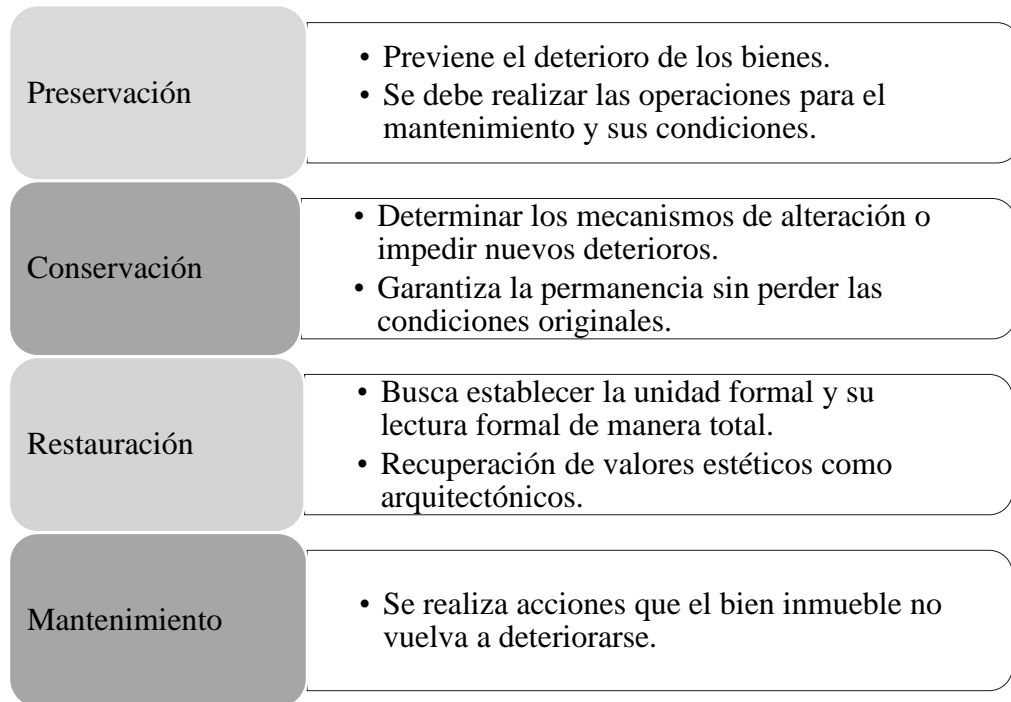 Preservación
• Previene el deterioro de los bienes.
• Se debe realizar las operaciones para el
mantenimiento y sus condiciones.
Conservación
• Determinar los mecanismos de alteración o
impedir nuevos deterioros.
• Garantiza la permanencia sin perder las
condiciones originales.
Restauración
• Busca establecer la unidad formal y su
lectura formal de manera total.
• Recuperación de valores estéticos como
arquitectónicos.
Mantenimiento
• Se realiza acciones que el bien inmueble no
vuelva a deteriorarse.